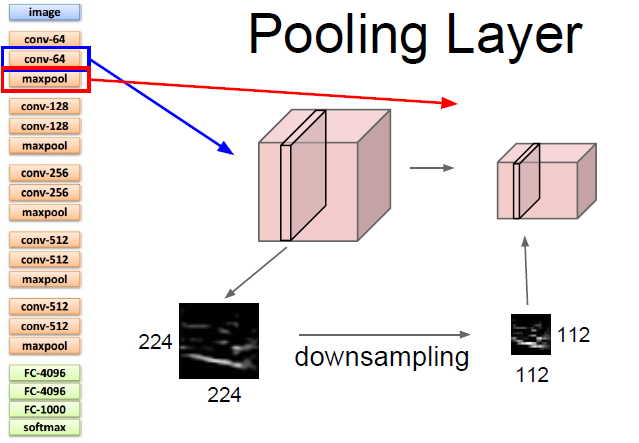 Pooling Layer
image
conv-64
conv-64
maxpool
conv-128
conv-128
maxpool
conv-256
conv-256
maxpool
conv-512
conv-512
maxpool
conv-512
conv-512
maxpool
FC-4096
FC-4096
FC-1000
softmax
224
224
downsampling
112
112